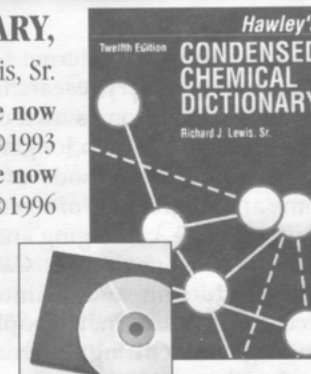 ARY,
is, Sr.
e now
©1993
e now
©1996
Hawley's
Twelfth Edition
CONDENSED
CHEMICAL
DICTIONARY
Richard J. Lewis, Sr.